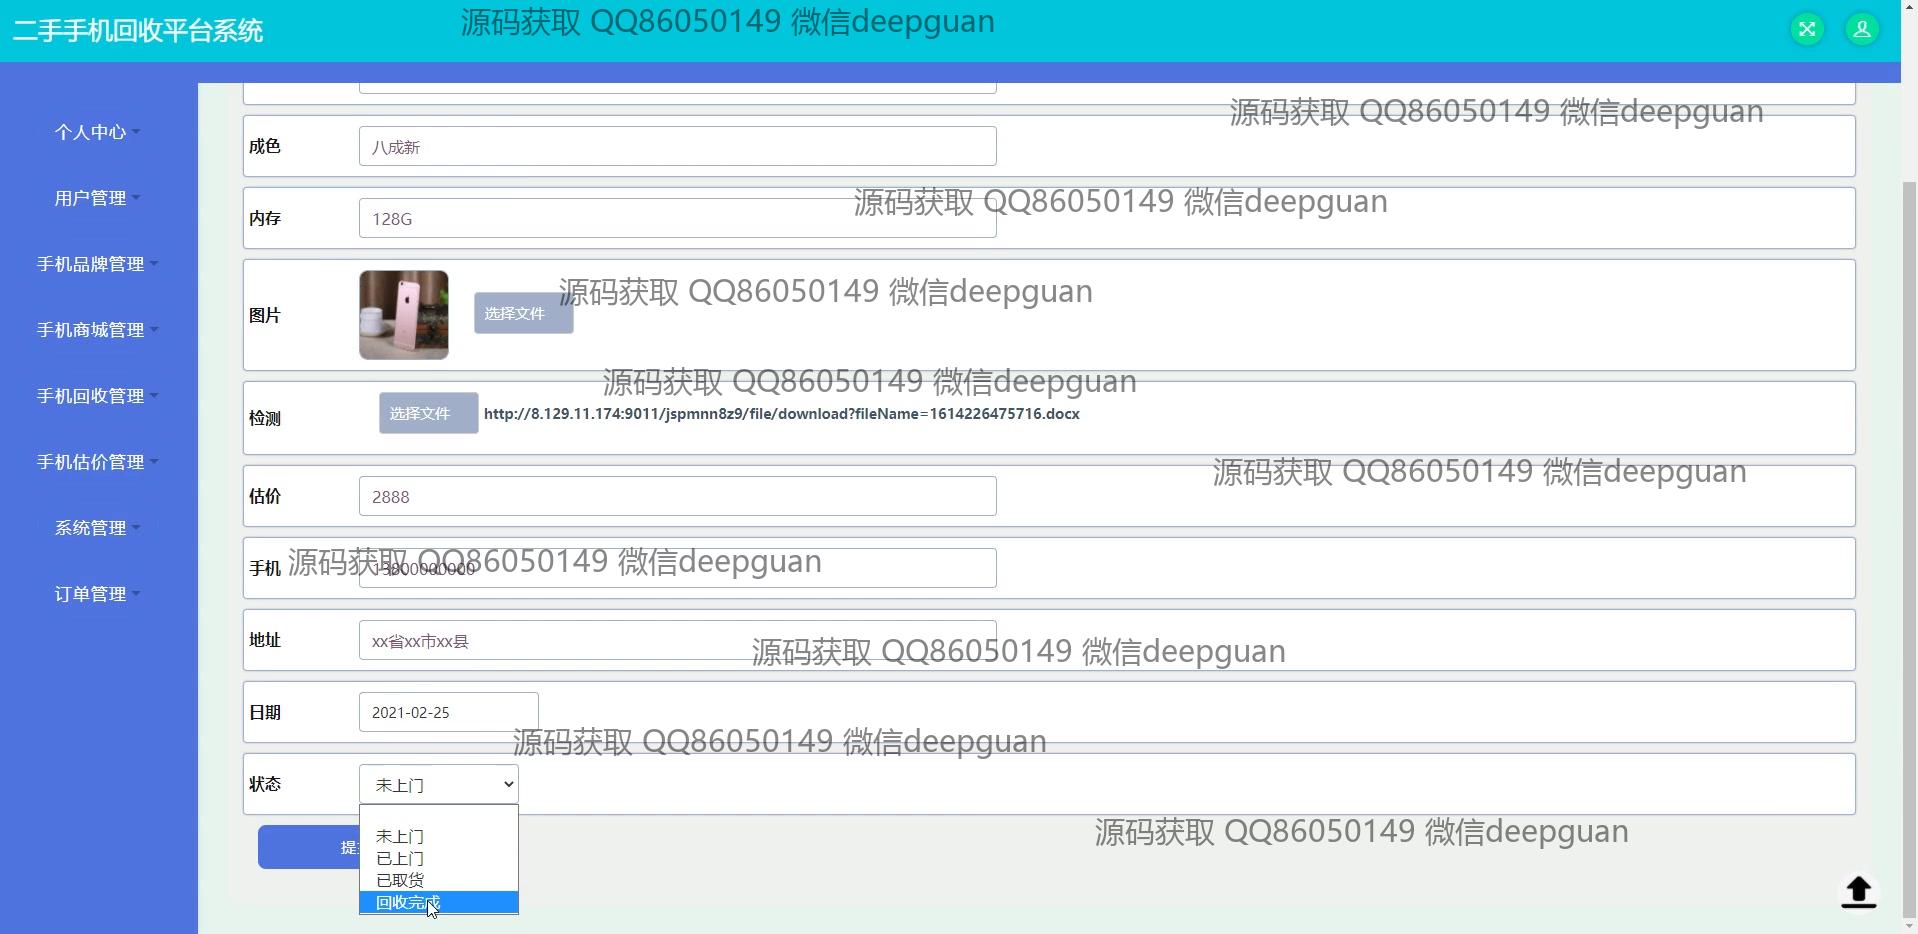 二手手机回收平台系统
源码获取 QQ86050149 微信deepguan
个人中心
用户管理
手机品牌管理
手机商城管理
手机回收管理
手机估价管理
系统管理
订单管理
源码获取 QQ86050149 微信deepguan
成色
八成新
源码获取 QQ86050149 微信deepguan
内存
128G
源码获取 QQ86050149 微信deepguan
图片
选择文件
源码获取 QQ86050149 微信deepguan
检测
选择文件
http://8.129.11.174:9011/jspmnn8z9/file/download?fileName=1614226475716.docx
源码获取 QQ86050149 微信deepguan
估价
2888
源码获取 QQ86050149 微信deepguan
手机
13800000000
源码获取 QQ86050149 微信deepguan
地址
xx省xx市xx县
日期
2021-02-25
源码获取 QQ86050149 微信deepguan
状态
未上门
源码获取 QQ86050149 微信deepguan
未上门
已上门
已取货
回收完成